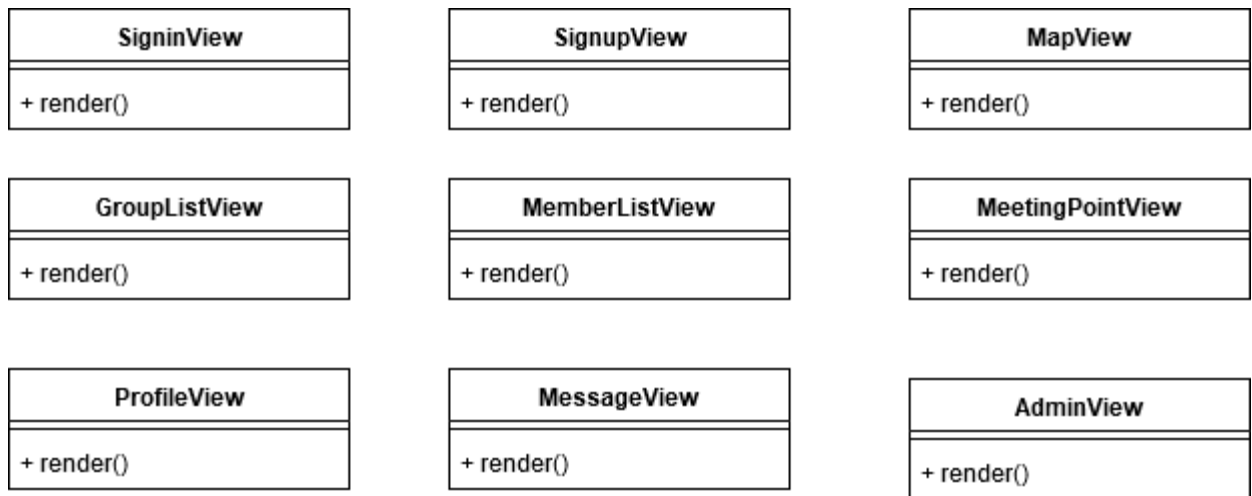 SigninView
+ render()
SignupView
+ render()
MapView
+ render()
GroupListView
+ render()
MemberListView
+ render()
MeetingPointView
+ render()
ProfileView
+ render()
MessageView
+ render()
AdminView
+ render()